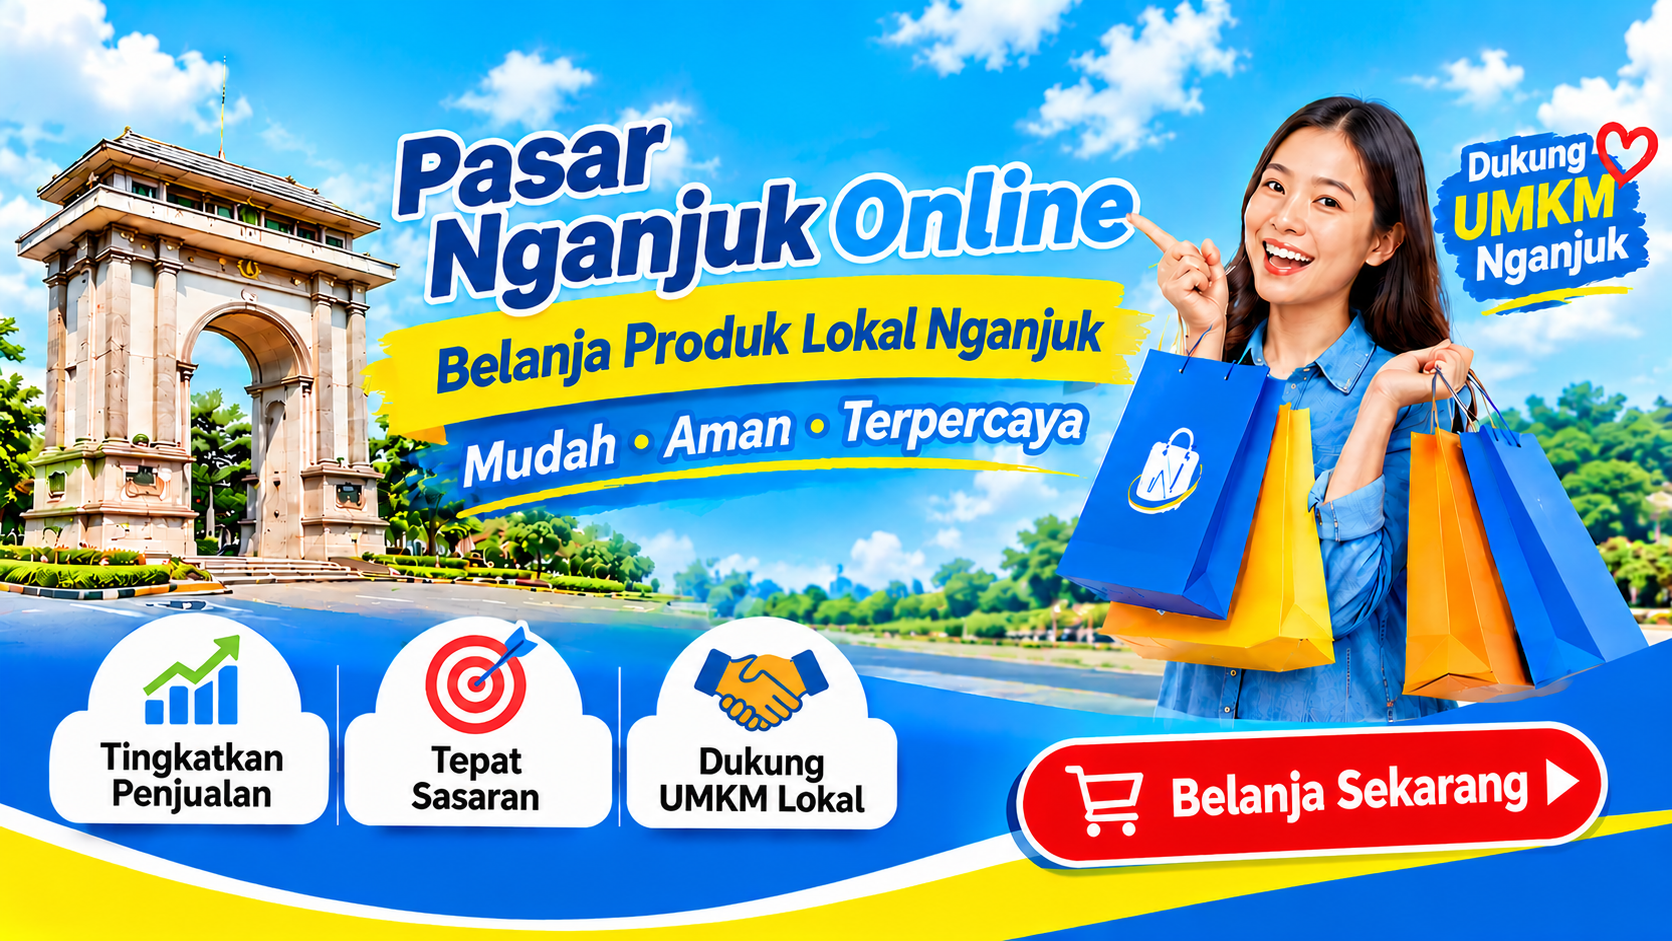 Pasar
Nganjuk Online
Belanja Produk Lokal Nganjuk
Mudah • Aman • Terpercaya
Dukung
UMKM
Nganjuk
Tingkatkan
Penjualan
Tepat
Sasaran
Dukung
UMKM Lokal
Belanja Sekarang